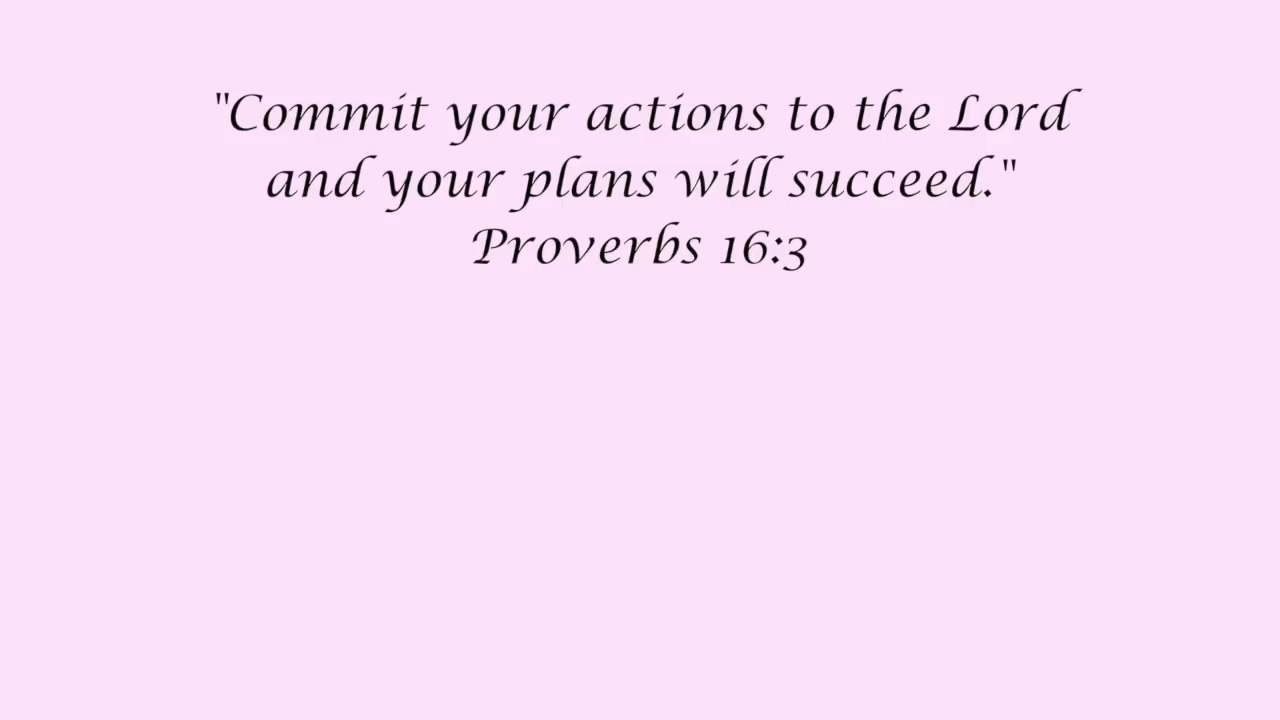 "Commit your actions to the Lord
and your plans will succeed."
Proverbs 16:3